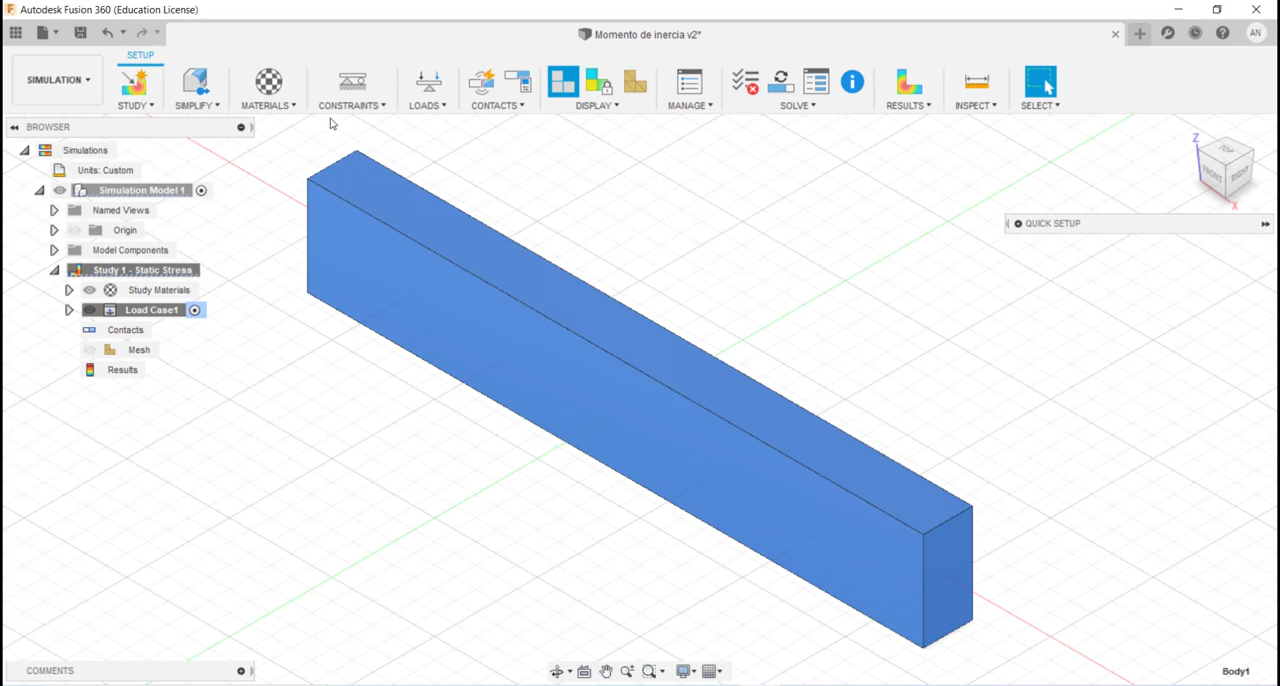 Autodesk Fusion 360 (Education License)
Momento de inercia v2*
AN
SETUP
SIMULATION
STUDY
SIMPLIFY
MATERIALS
CONSTRAINTS
LOADS
CONTACTS
DISPLAY
MANAGE
SOLVE
RESULTS
INSPECT
SELECT
BROWSER
Simulations
Units: Custom
Simulation Model 1
Named Views
Origin
Model Components
Study 1 - Static Stress
Study Materials
Load Case1
Contacts
Mesh
Results
Z
TOP
FRONT
RIGHT
X
QUICK SETUP
COMMENTS
Body1